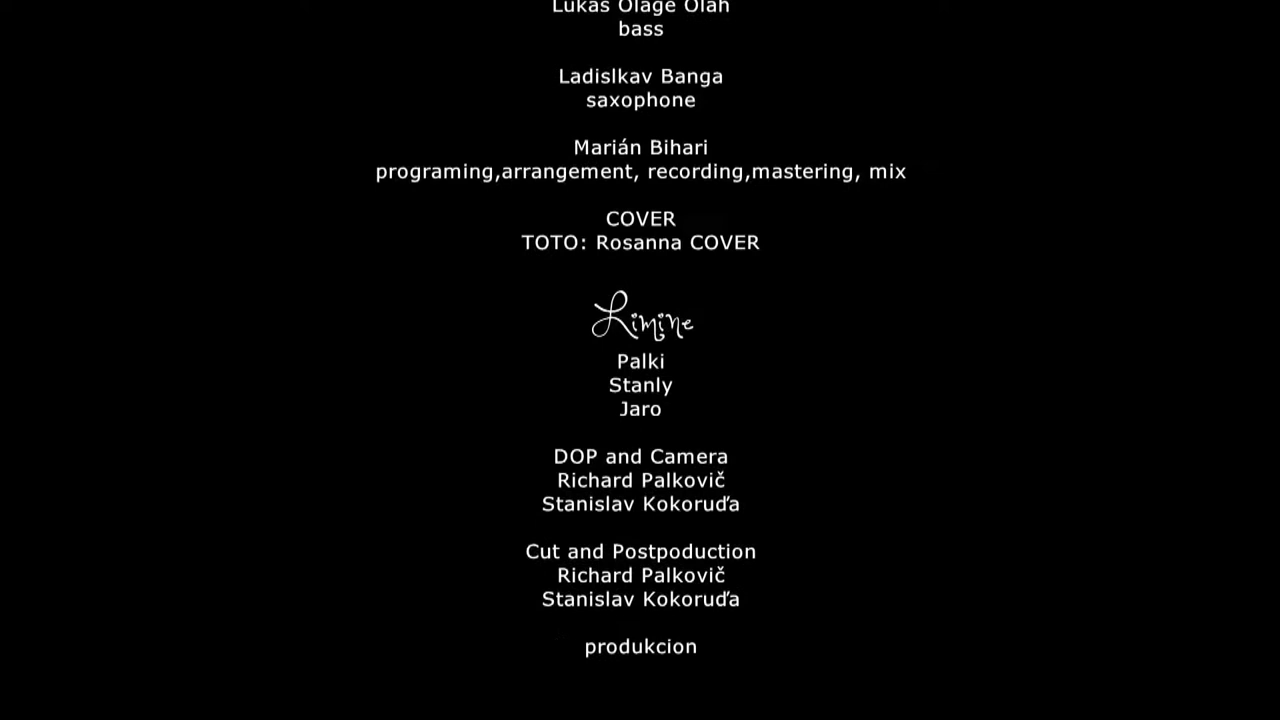 Lukas Olage Olah
bass
Ladislkav Banga
saxophone
Marián Bihari
programing,arrangement, recording,mastering, mix
COVER
TOTO: Rosanna COVER
Limine
Palki
Stanly
Jaro
DOP and Camera
Richard Palkovič
Stanislav Kokoruďa
Cut and Postpoduction
Richard Palkovič
Stanislav Kokoruďa
produkcion